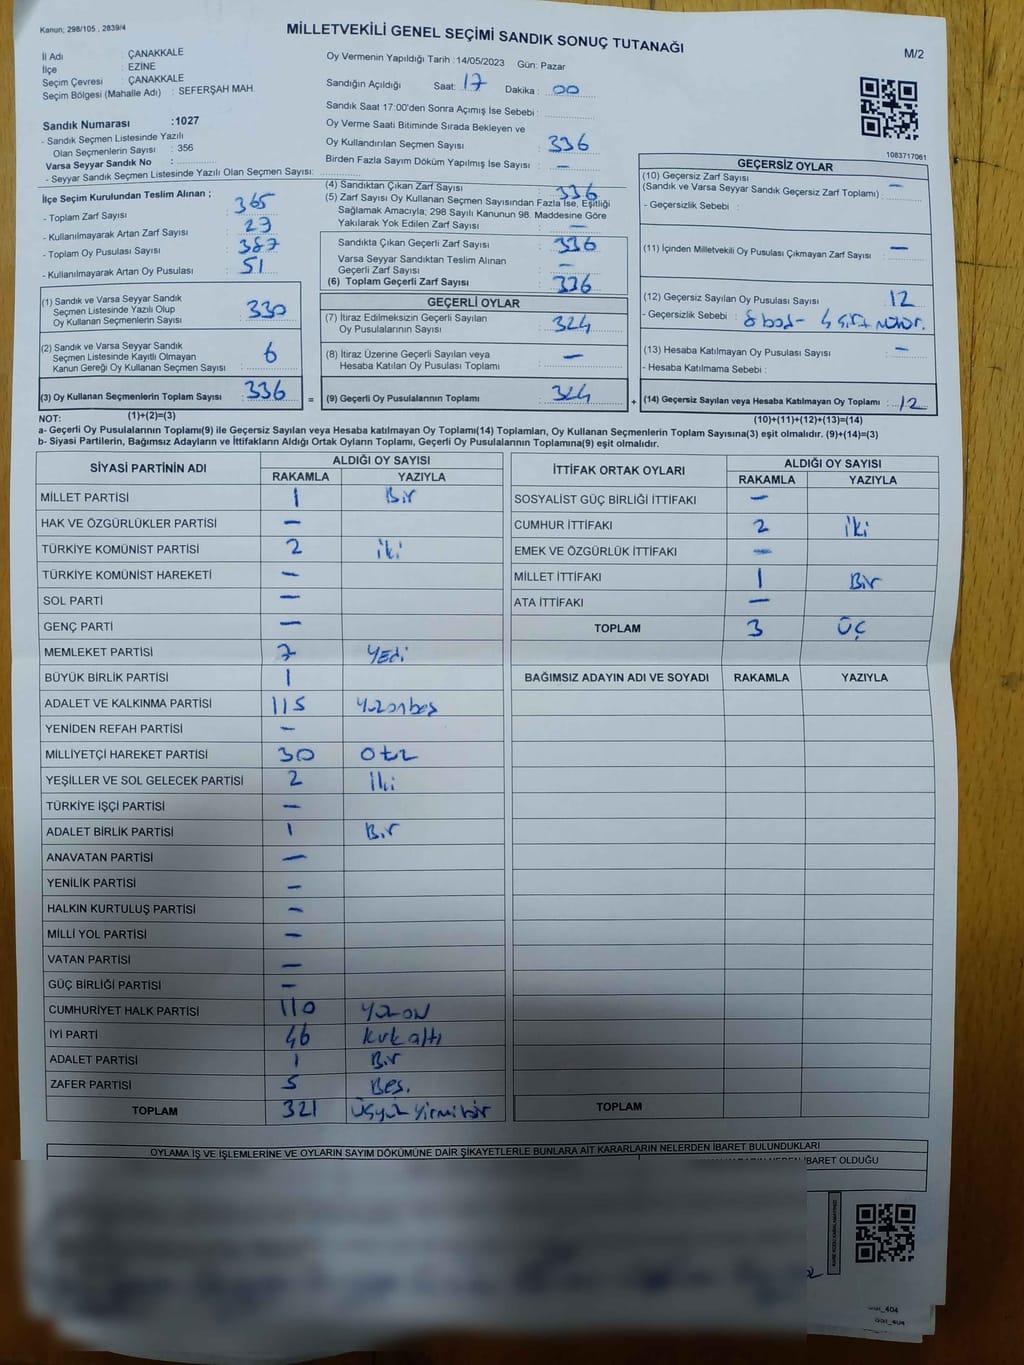 Kanun; 298/105 , 2839/4
MİLLETVEKİLİ GENEL SEÇİMİ SANDIK SONUÇ TUTANAĞI
M/2
İl Adı : ÇANAKKALE
İlçe : EZINE
Seçim Çevresi : ÇANAKKALE
Seçim Bölgesi (Mahalle Adı) : SEFERŞAH MAH.
Sandık Numarası :1027
- Sandık Seçmen Listesinde Yazılı
Olan Seçmenlerin Sayısı : 356
Varsa Seyyar Sandık No :
- Seyyar Sandık Seçmen Listesinde Yazılı Olan Seçmen Sayısı:
Oy Vermenin Yapıldığı Tarih : 14/05/2023 Gün: Pazar
Sandığın Açıldığı Saat: 17 Dakika : 00
Sandık Saat 17:00'den Sonra Açımış İse Sebebi :
Oy Verme Saati Bitiminde Sırada Bekleyen ve
Oy Kullandırılan Seçmen Sayısı : 336
Birden Fazla Sayım Döküm Yapılmış İse Sayısı : —
1083717061
İlçe Seçim Kurulundan Teslim Alınan ;
- Toplam Zarf Sayısı : 365
- Kullanılmayarak Artan Zarf Sayısı : 29
- Toplam Oy Pusulası Sayısı : 387
- Kullanılmayarak Artan Oy Pusulası : 51
(1) Sandık ve Varsa Seyyar Sandık
Seçmen Listesinde Yazılı Olup
Oy Kullanan Seçmenlerin Sayısı : 330
(2) Sandık ve Varsa Seyyar Sandık
Seçmen Listesinde Kayıtlı Olmayan
Kanun Gereği Oy Kullanan Seçmen Sayısı : 6
(3) Oy Kullanan Seçmenlerin Toplam Sayısı : 336
(4) Sandıktan Çıkan Zarf Sayısı : 336
(5) Zarf Sayısı Oy Kullanan Seçmen Sayısından Fazla İse, Eşitliği
Sağlamak Amacıyla; 298 Sayılı Kanunun 98. Maddesine Göre
Yakılarak Yok Edilen Zarf Sayısı : —
Sandıkta Çıkan Geçerli Zarf Sayısı : 336
Varsa Seyyar Sandıktan Teslim Alınan
Geçerli Zarf Sayısı : —
(6) Toplam Geçerli Zarf Sayısı : 336
GEÇERLİ OYLAR
(7) İtiraz Edilmeksizin Geçerli Sayılan
Oy Pusulalarının Sayısı : 324
(8) İtiraz Üzerine Geçerli Sayılan veya
Hesaba Katılan Oy Pusulası Toplamı : —
= (9) Geçerli Oy Pusulalarının Toplamı : 324
GEÇERSİZ OYLAR
(10) Geçersiz Zarf Sayısı
(Sandık ve Varsa Seyyar Sandık Geçersiz Zarf Toplamı) : —
- Geçersizlik Sebebi :
(11) İçinden Milletvekili Oy Pusulası Çıkmayan Zarf Sayısı : —
(12) Geçersiz Sayılan Oy Pusulası Sayısı : 12
- Geçersizlik Sebebi : 8 boş- 4
(13) Hesaba Katılmayan Oy Pusulası Sayısı : —
- Hesaba Katılmama Sebebi :
+ (14) Geçersiz Sayılan veya Hesaba Katılmayan Oy Toplamı : 12
NOT: (1)+(2)=(3) (10)+(11)+(12)+(13)=(14)
a- Geçerli Oy Pusulalarının Toplamı(9) ile Geçersiz Sayılan veya Hesaba katılmayan Oy Toplamı(14) Toplamları, Oy Kullanan Seçmenlerin Toplam Sayısına(3) eşit olmalıdır. (9)+(14)=(3)
b- Siyasi Partilerin, Bağımsız Adayların ve İttifakların Aldığı Ortak Oyların Toplamı, Geçerli Oy Pusulalarının Toplamına(9) eşit olmalıdır.
SİYASİ PARTİNİN ADI ALDIĞI OY SAYISI
RAKAMLA YAZIYLA
MİLLET PARTİSİ 1 Bir
HAK VE ÖZGÜRLÜKLER PARTİSİ —
TÜRKİYE KOMÜNİST PARTİSİ 2 iki
TÜRKİYE KOMÜNİST HAREKETİ —
SOL PARTİ —
GENÇ PARTİ —
MEMLEKET PARTİSİ 7 Yedi
BÜYÜK BİRLİK PARTİSİ 1
ADALET VE KALKINMA PARTİSİ 115 Yüzonbeş
YENİDEN REFAH PARTİSİ —
MİLLİYETÇİ HAREKET PARTİSİ 30 Otz
YEŞİLLER VE SOL GELECEK PARTİSİ 2 İki
TÜRKİYE İŞÇİ PARTİSİ —
ADALET BİRLİK PARTİSİ 1 Bir
ANAVATAN PARTİSİ —
YENİLİK PARTİSİ —
HALKIN KURTULUŞ PARTİSİ —
MİLLİ YOL PARTİSİ —
VATAN PARTİSİ —
GÜÇ BİRLİĞİ PARTİSİ —
CUMHURİYET HALK PARTİSİ 110 Yüzon
İYİ PARTİ 46 Kırkaltı
ADALET PARTİSİ 1 Bir
ZAFER PARTİSİ 5 Beş.
TOPLAM 321 Üçyüz yirmibir
İTTİFAK ORTAK OYLARI ALDIĞI OY SAYISI
RAKAMLA YAZIYLA
SOSYALİST GÜÇ BİRLİĞİ İTTİFAKI —
CUMHUR İTTİFAKI 2 İki
EMEK VE ÖZGÜRLÜK İTTİFAKI —
MİLLET İTTİFAKI 1 Bir
ATA İTTİFAKI —
TOPLAM 3 Üç
BAĞIMSIZ ADAYIN ADI VE SOYADI RAKAMLA YAZIYLA
TOPLAM
OYLAMA İŞ VE İŞLEMLERİNE VE OYLARIN SAYIM DÖKÜMÜNE DAİR ŞİKAYETLERLE BUNLARA AİT KARARLARIN NELERDEN İBARET BULUNDUKLARI
İBARET OLDUĞU